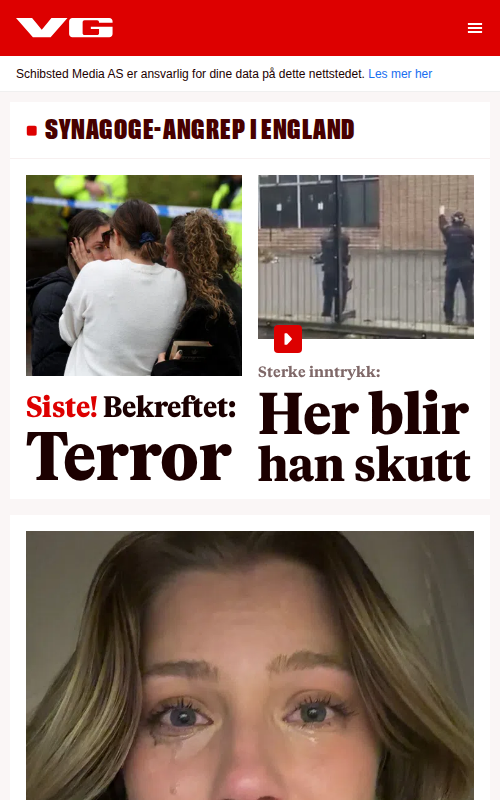 VG
Schibsted Media AS er ansvarlig for dine data på dette nettstedet. Les mer her
SYNAGOGE-ANGREP I ENGLAND
Siste! Bekreftet:
Terror
Sterke inntrykk:
Her blir
han skutt